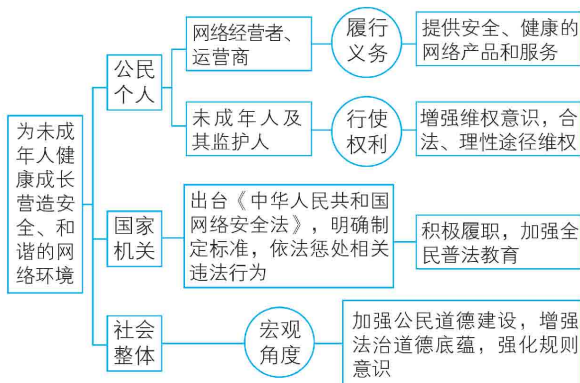 为未成
年人健
康成长
营造安
全、和
谐的网
络环境
公民
个人
网络经营者、
运营商
履行
义务
提供安全、健康的
网络产品和服务
未成年人及
其监护人
行使
权利
增强维权意识，合
法、理性途径维权
国家
机关
出台《中华人民共和国
网络安全法》，明确制
定标准，依法惩处相关
违法行为
积极履职，加强全
民普法教育
社会
整体
宏观
角度
加强公民道德建设，增强
法治道德底蕴，强化规则
意识